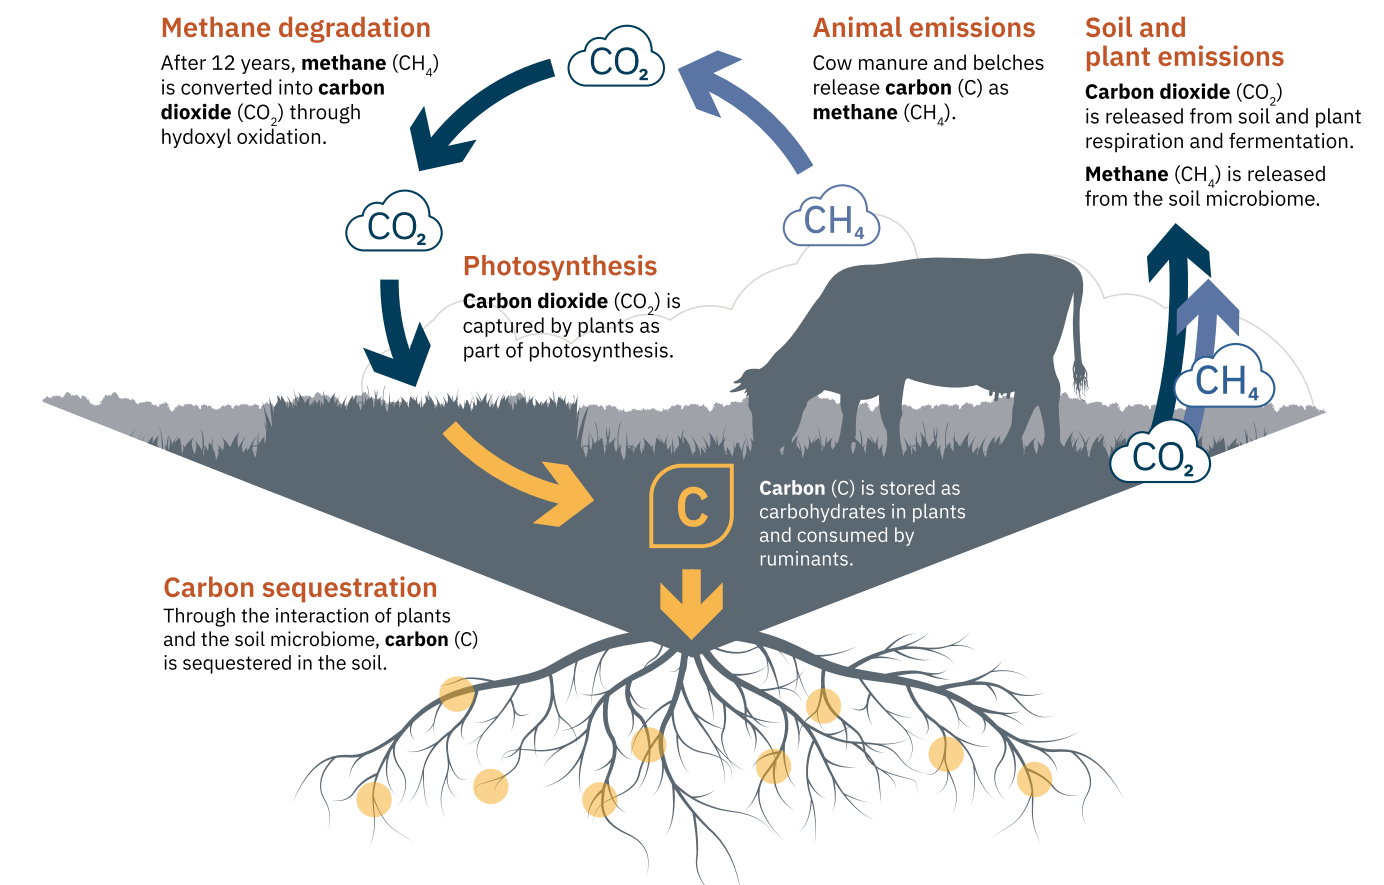 Methane degradation
After 12 years, methane (CH4)
is converted into carbon
dioxide (CO2) through
hydoxyl oxidation.
CO2
Animal emissions
Cow manure and belches
release carbon (C) as
methane (CH4).
Soil and
plant emissions
Carbon dioxide (CO2)
is released from soil and plant
respiration and fermentation.
Methane (CH4) is released
from the soil microbiome.
CO2
CH4
Photosynthesis
Carbon dioxide (CO2) is
captured by plants as
part of photosynthesis.
CH4
CO2
C
Carbon (C) is stored as
carbohydrates in plants
and consumed by
ruminants.
Carbon sequestration
Through the interaction of plants
and the soil microbiome, carbon (C)
is sequestered in the soil.